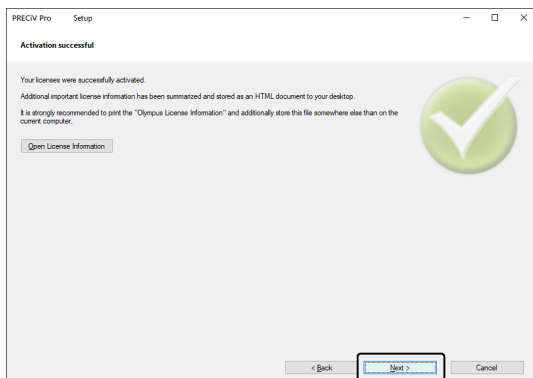 PRECiV Pro Setup
Activation successful
Your licenses were successfully activated.
Additional important license information has been summarized and stored as an HTML document to your desktop.
It is strongly recommended to print the "Olympus License Information" and additionally store this file somewhere else than on the
current computer.
Open License Information
< Back Next > Cancel